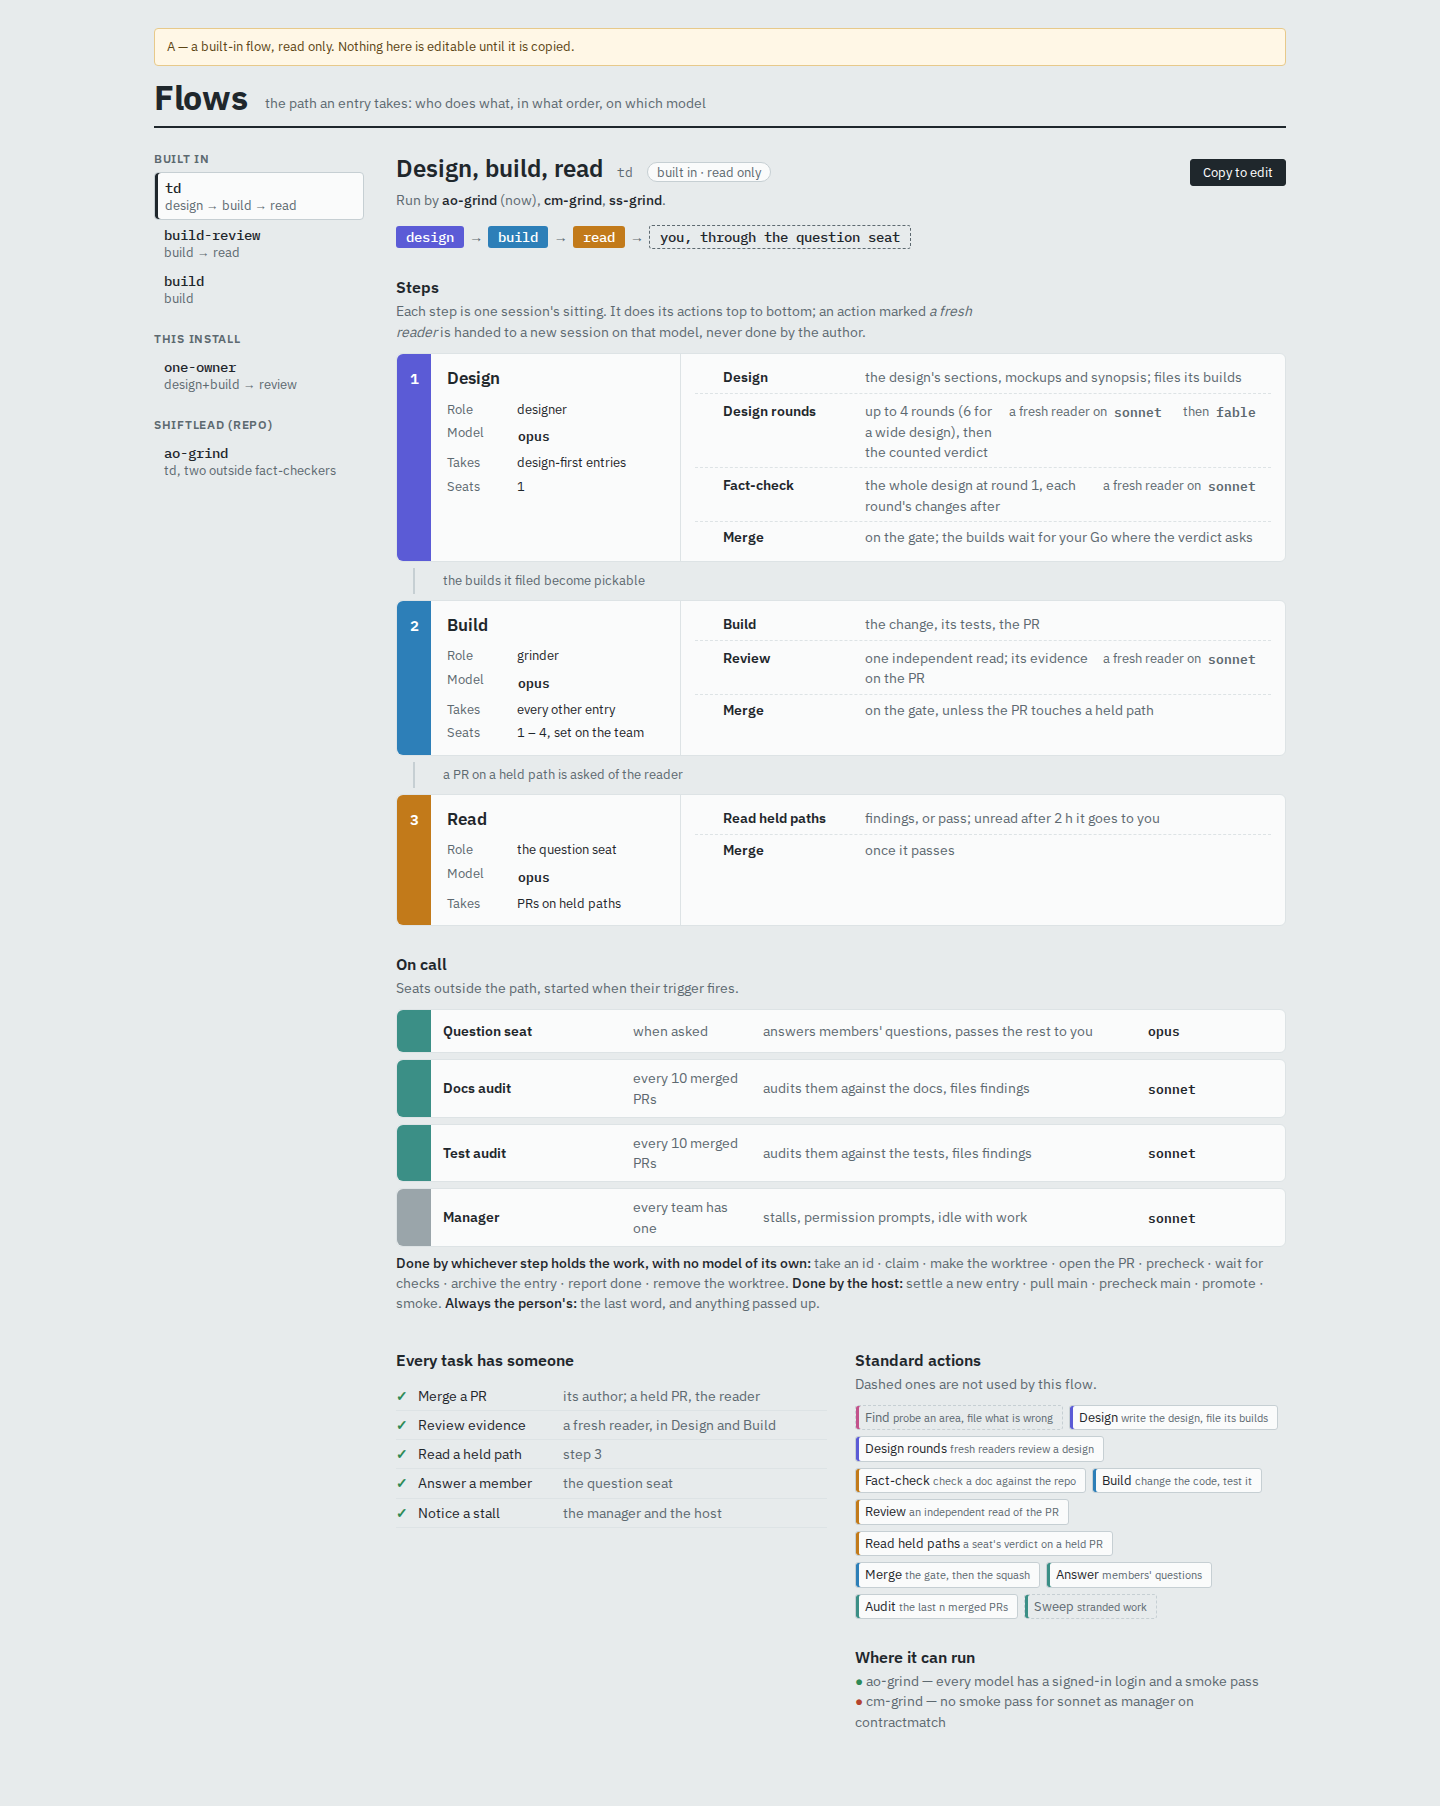 A — a built-in flow, read only. Nothing here is editable until it is copied.
Flows the path an entry takes: who does what, in what order, on which model
BUILT IN
td
design → build → read
build-review
build → read
build
build
THIS INSTALL
one-owner
design+build → review
SHIFTLEAD (REPO)
ao-grind
td, two outside fact-checkers
Design, build, read td built in · read only
Copy to edit
Run by ao-grind (now), cm-grind, ss-grind.
design → build → read → you, through the question seat
Steps
Each step is one session's sitting. It does its actions top to bottom; an action marked a fresh
reader is handed to a new session on that model, never done by the author.
1 Design
Role designer
Model opus
Takes design-first entries
Seats 1
Design the design's sections, mockups and synopsis; files its builds
Design rounds up to 4 rounds (6 for a fresh reader on sonnet then fable
a wide design), then
the counted verdict
Fact-check the whole design at round 1, each a fresh reader on sonnet
round's changes after
Merge on the gate; the builds wait for your Go where the verdict asks
the builds it filed become pickable
2 Build
Role grinder
Model opus
Takes every other entry
Seats 1 – 4, set on the team
Build the change, its tests, the PR
Review one independent read; its evidence a fresh reader on sonnet
on the PR
Merge on the gate, unless the PR touches a held path
a PR on a held path is asked of the reader
3 Read
Role the question seat
Model opus
Takes PRs on held paths
Read held paths findings, or pass; unread after 2 h it goes to you
Merge once it passes
On call
Seats outside the path, started when their trigger fires.
Question seat when asked answers members' questions, passes the rest to you opus
Docs audit every 10 merged PRs audits them against the docs, files findings sonnet
Test audit every 10 merged PRs audits them against the tests, files findings sonnet
Manager every team has one stalls, permission prompts, idle with work sonnet
Done by whichever step holds the work, with no model of its own: take an id · claim · make the worktree · open the PR · precheck · wait for
checks · archive the entry · report done · remove the worktree. Done by the host: settle a new entry · pull main · precheck main · promote ·
smoke. Always the person's: the last word, and anything passed up.
Every task has someone
✓ Merge a PR its author; a held PR, the reader
✓ Review evidence a fresh reader, in Design and Build
✓ Read a held path step 3
✓ Answer a member the question seat
✓ Notice a stall the manager and the host
Standard actions
Dashed ones are not used by this flow.
Find probe an area, file what is wrong
Design write the design, file its builds
Design rounds fresh readers review a design
Fact-check check a doc against the repo
Build change the code, test it
Review an independent read of the PR
Read held paths a seat's verdict on a held PR
Merge the gate, then the squash
Answer members' questions
Audit the last n merged PRs
Sweep stranded work
Where it can run
● ao-grind — every model has a signed-in login and a smoke pass
● cm-grind — no smoke pass for sonnet as manager on
contractmatch